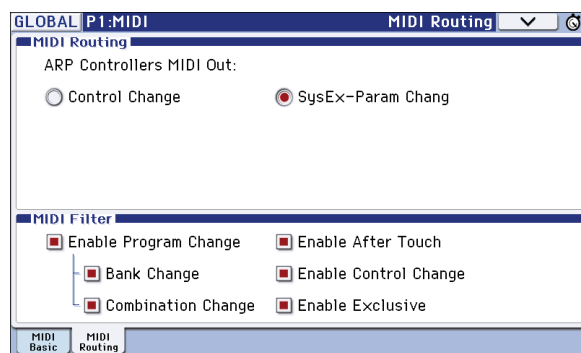 GLOBAL P1:MIDI MIDI Routing
MIDI Routing
ARP Controllers MIDI Out:
Control Change SysEx-Param Chang
MIDI Filter
Enable Program Change Enable After Touch
Bank Change Enable Control Change
Combination Change Enable Exclusive
MIDI Basic MIDI Routing